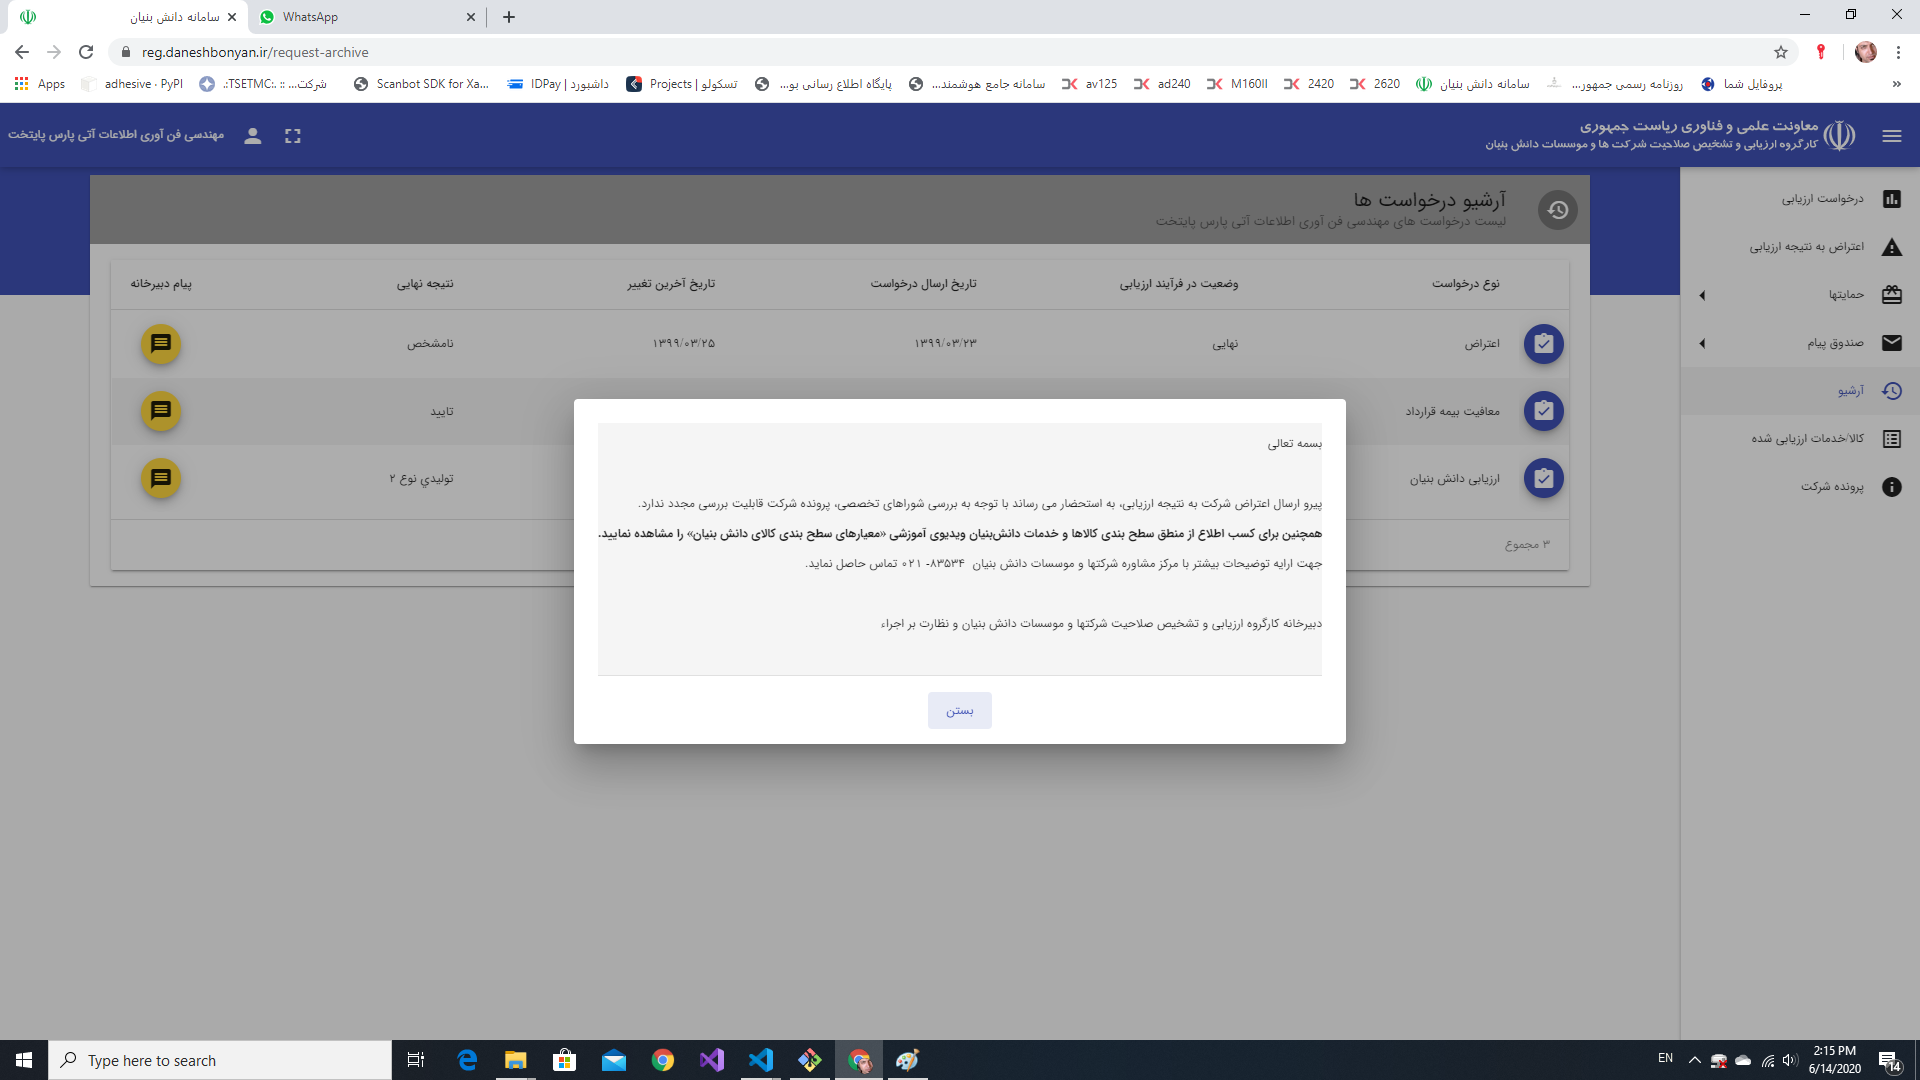 سامانه دانش بنیان
WhatsApp
reg.daneshbonyan.ir/request-archive
Apps
adhesive · PyPI
شرکت... :: .:TSETMC:.
Scanbot SDK for Xa...
داشبورد | IDPay
تسکولو | Projects
پایگاه اطلاع رسانی بو...
سامانه جامع هوشمند...
av125
ad240
M160II
2420
2620
سامانه دانش بنیان
روزنامه رسمی جمهور...
پروفایل شما
»
معاونت علمی و فناوری ریاست جمهوری
کارگروه ارزیابی و تشخیص صلاحیت شرکت ها و موسسات دانش بنیان
مهندسی فن آوری اطلاعات آتی پارس پایتخت
درخواست ارزیابی
اعتراض به نتیجه ارزیابی
حمایتها
صندوق پیام
آرشیو
کالا/خدمات ارزیابی شده
پرونده شرکت
آرشیو درخواست ها
لیست درخواست های مهندسی فن آوری اطلاعات آتی پارس پایتخت
نوع درخواست	وضعیت در فرآیند ارزیابی	تاریخ ارسال درخواست	تاریخ آخرین تغییر	نتیجه نهایی	پیام دبیرخانه
اعتراض	نهایی	۱۳۹۹/۰۳/۲۳	۱۳۹۹/۰۳/۲۵	نامشخص
معافیت بیمه قرارداد	تایید
ارزیابی دانش بنیان	تولیدي نوع ۲
۳ مجموع
بسمه تعالی
پیرو ارسال اعتراض شرکت به نتیجه ارزیابی، به استحضار می رساند با توجه به بررسی شوراهای تخصصی، پرونده شرکت قابلیت بررسی مجدد ندارد.
همچنین برای کسب اطلاع از منطق سطح بندی کالاها و خدمات دانش‌بنیان ویدیوی آموزشی «معیارهای سطح بندی کالای دانش بنیان» را مشاهده نمایید.
جهت ارایه توضیحات بیشتر با مرکز مشاوره شرکتها و موسسات دانش بنیان ۸۳۵۳۴- ۰۲۱ تماس حاصل نماید.
دبیرخانه کارگروه ارزیابی و تشخیص صلاحیت شرکتها و موسسات دانش بنیان و نظارت بر اجراء
بستن
Type here to search
EN
2:15 PM
6/14/2020
14